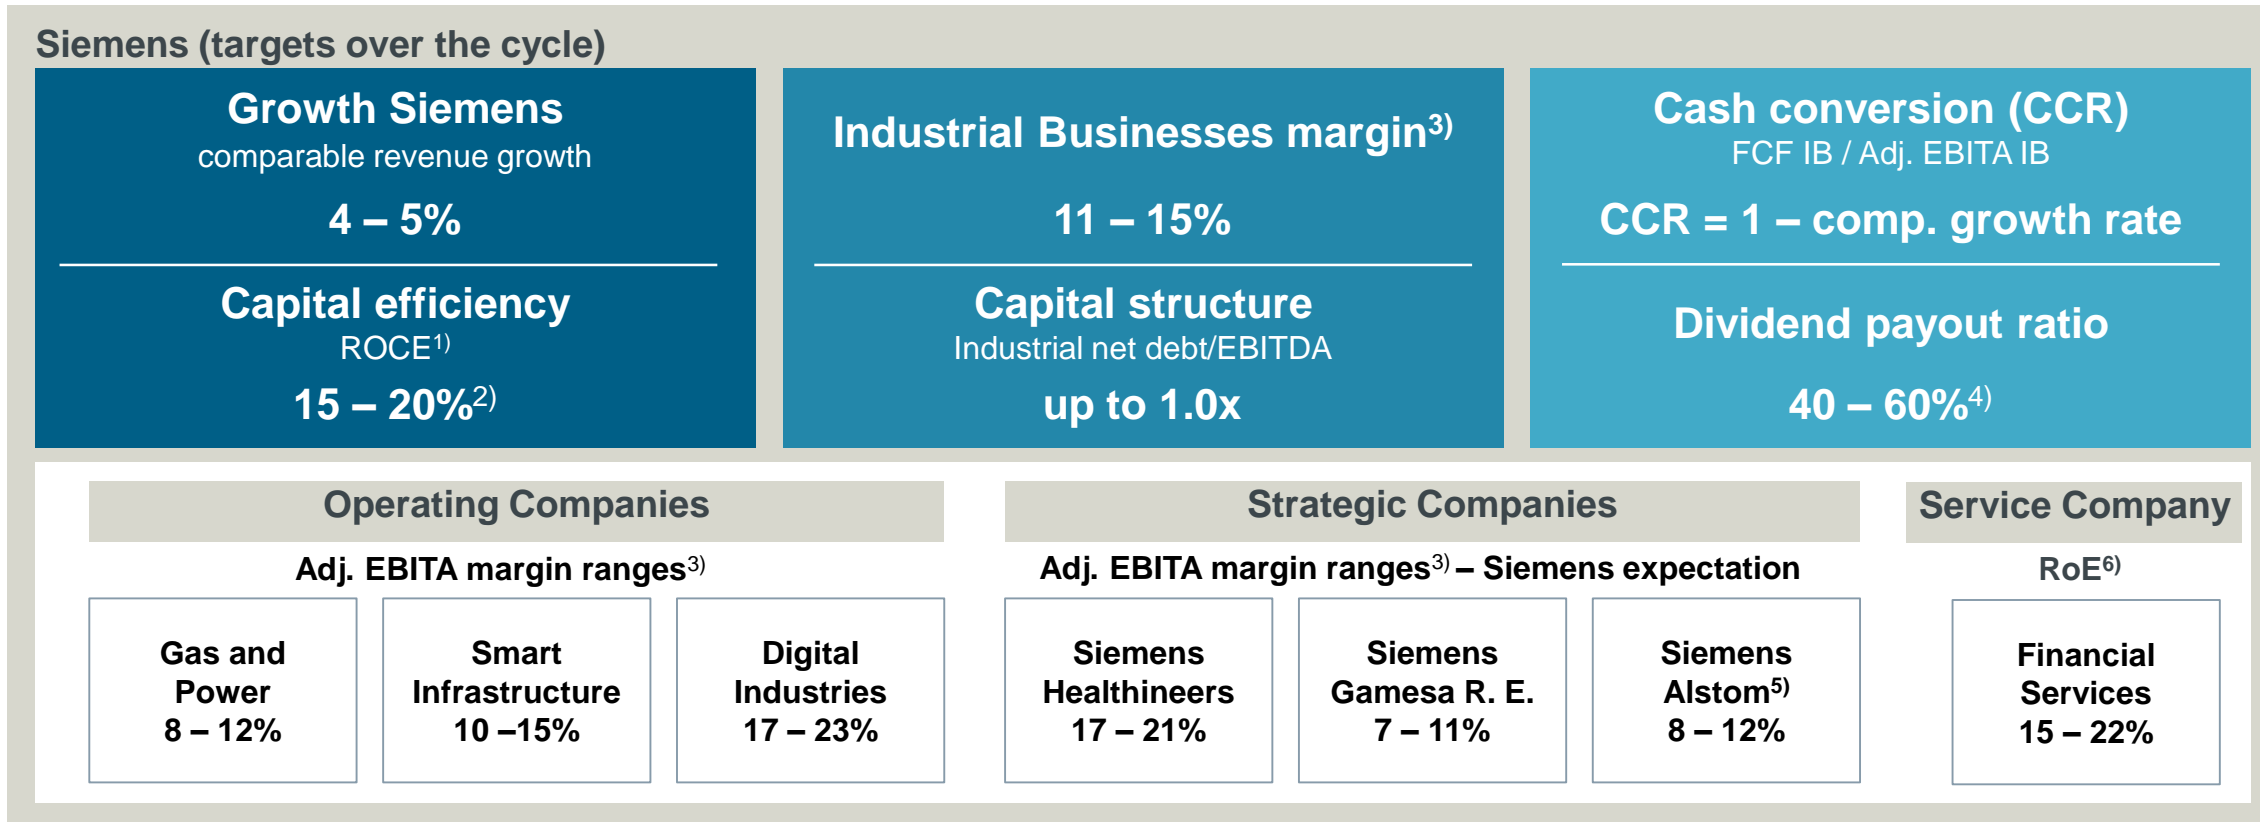 Siemens (targets over the cycle)
Growth Siemens
comparable revenue growth
4 – 5%
Capital efficiency
ROCE1)
15 – 20%2)
Industrial Businesses margin3)
11 – 15%
Capital structure
Industrial net debt/EBITDA
up to 1.0x
Cash conversion (CCR)
FCF IB / Adj. EBITA IB
CCR = 1 – comp. growth rate
Dividend payout ratio
40 – 60%4)
Operating Companies
Adj. EBITA margin ranges3)
Gas and
Power
8 – 12%
Smart
Infrastructure
10 –15%
Digital
Industries
17 – 23%
Strategic Companies
Adj. EBITA margin ranges3) – Siemens expectation
Siemens
Healthineers
17 – 21%
Siemens
Gamesa R. E.
7 – 11%
Siemens
Alstom5)
8 – 12%
Service Company
RoE6)
Financial
Services
15 – 22%